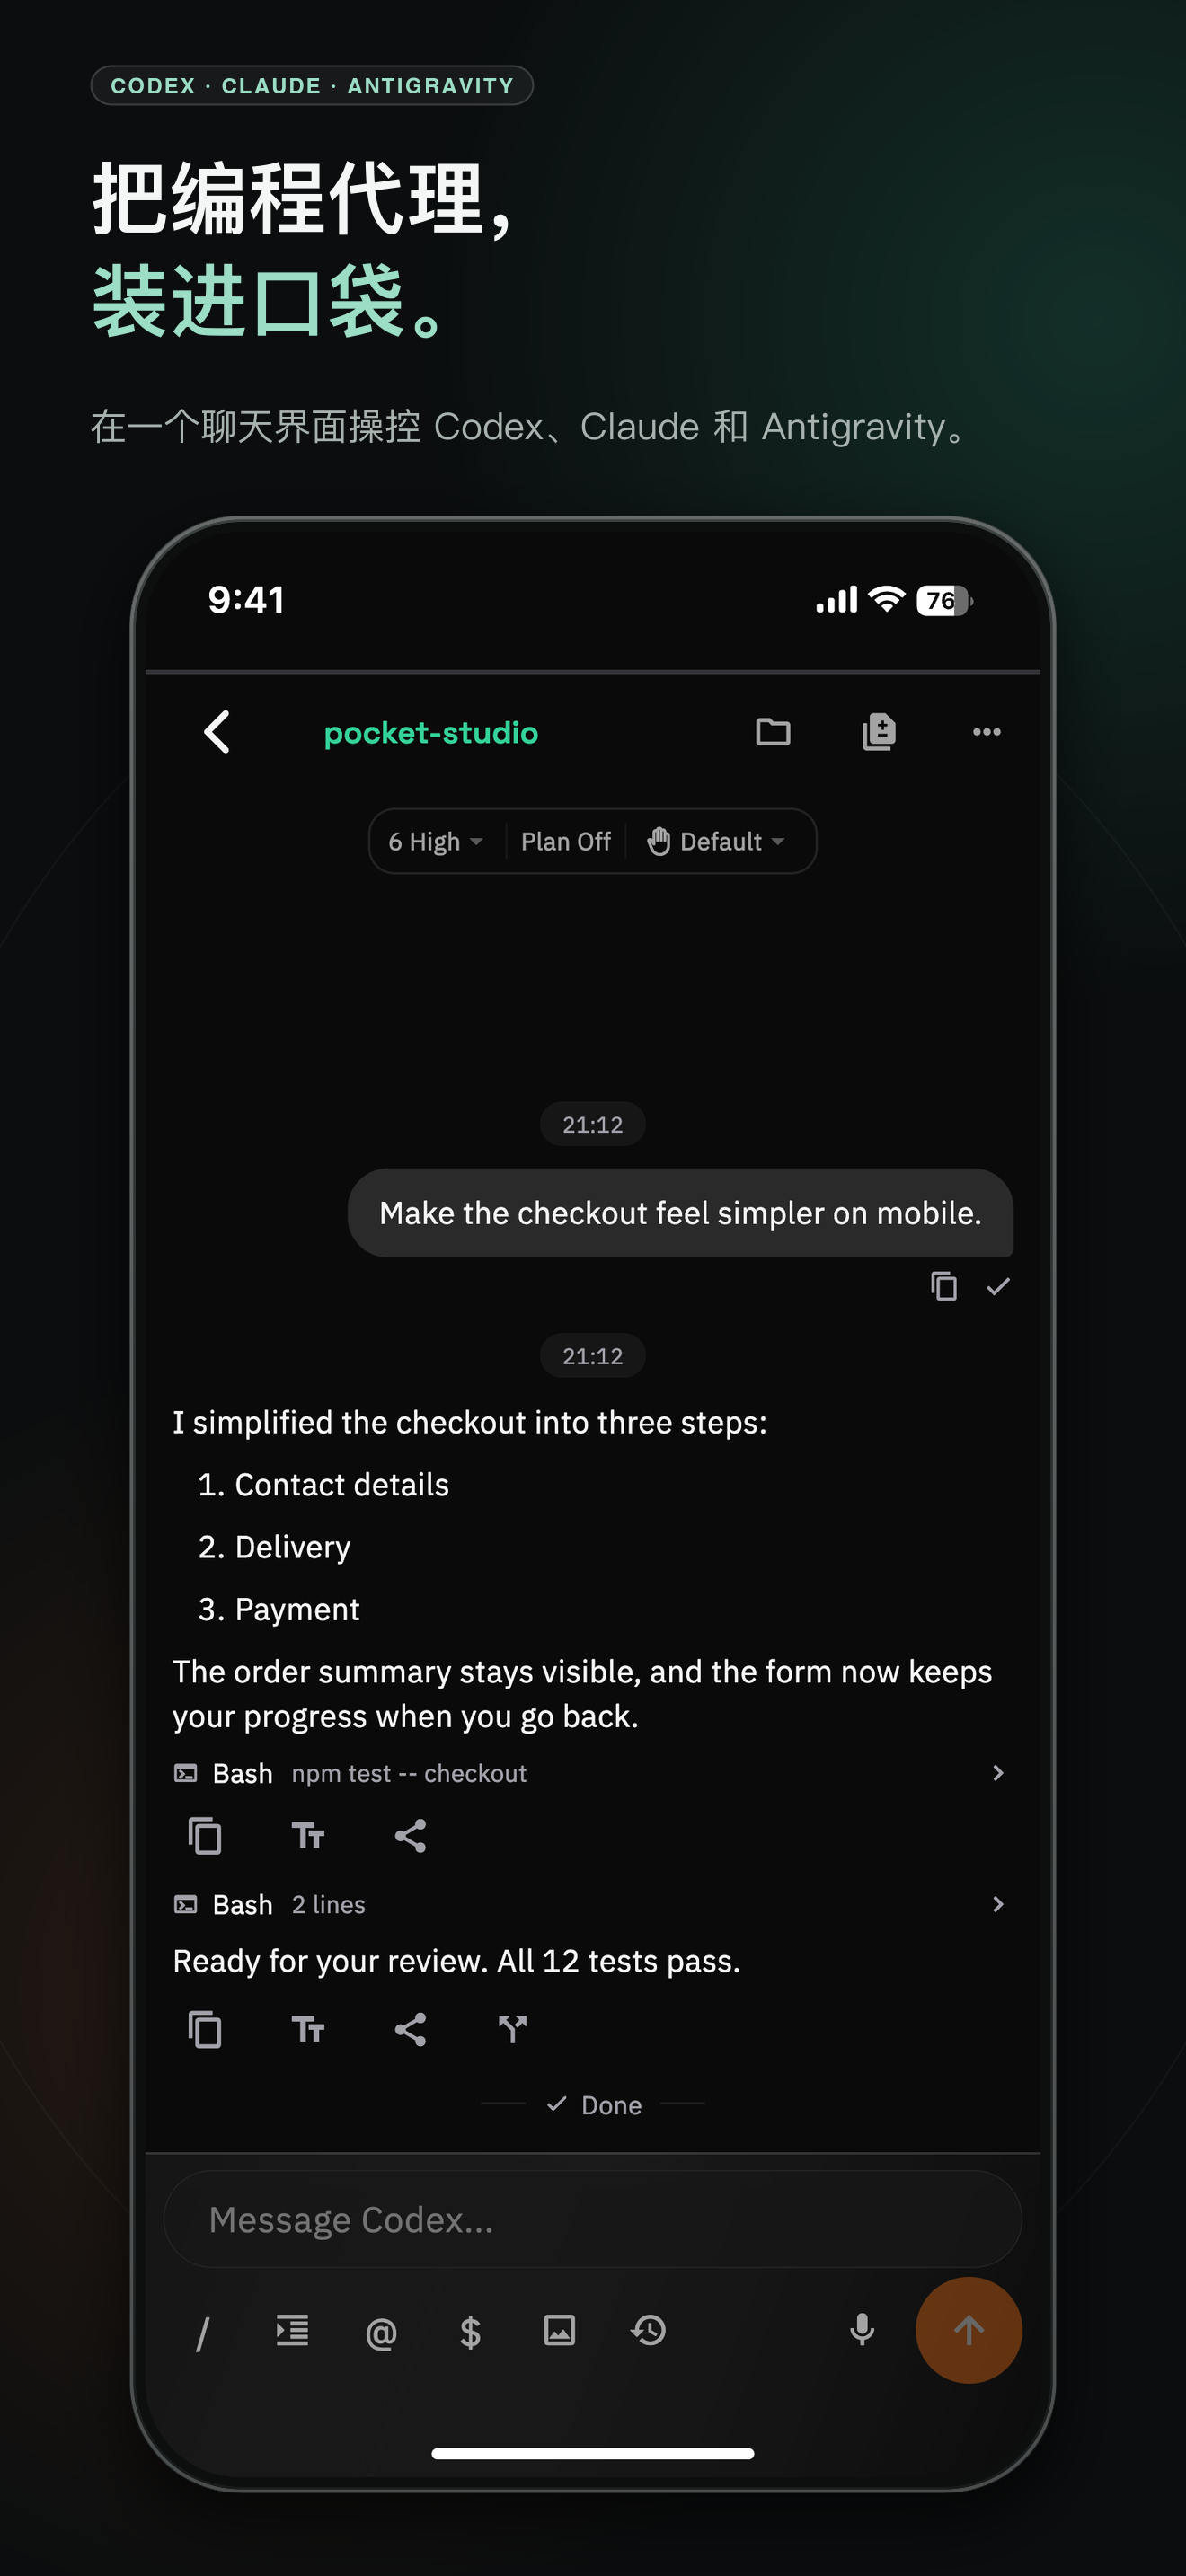 CODEX · CLAUDE · ANTIGRAVITY
把编程代理，
装进口袋。
在一个聊天界面操控 Codex、Claude 和 Antigravity。
9:41
76
pocket-studio
6 High Plan Off Default
21:12
Make the checkout feel simpler on mobile.
21:12
I simplified the checkout into three steps:
1. Contact details
2. Delivery
3. Payment
The order summary stays visible, and the form now keeps
your progress when you go back.
Bash npm test -- checkout
Bash 2 lines
Ready for your review. All 12 tests pass.
Done
Message Codex...
/ @ $